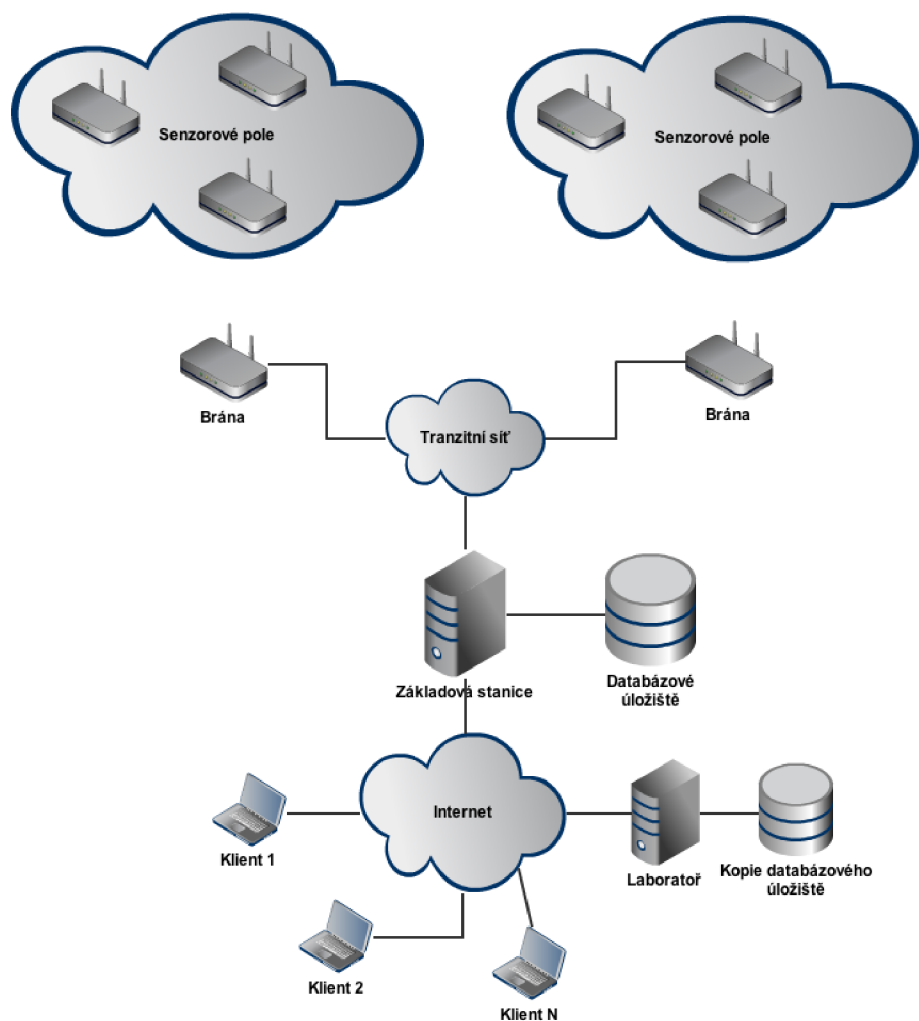 Senzorové pole
Senzorové pole
Brána
Brána
Tranzitní síť
Základová stanice
Databázové
úložiště
Internet
Klient 1
Laboratoř
Kopie databázového
úložiště
Klient 2
Klient N